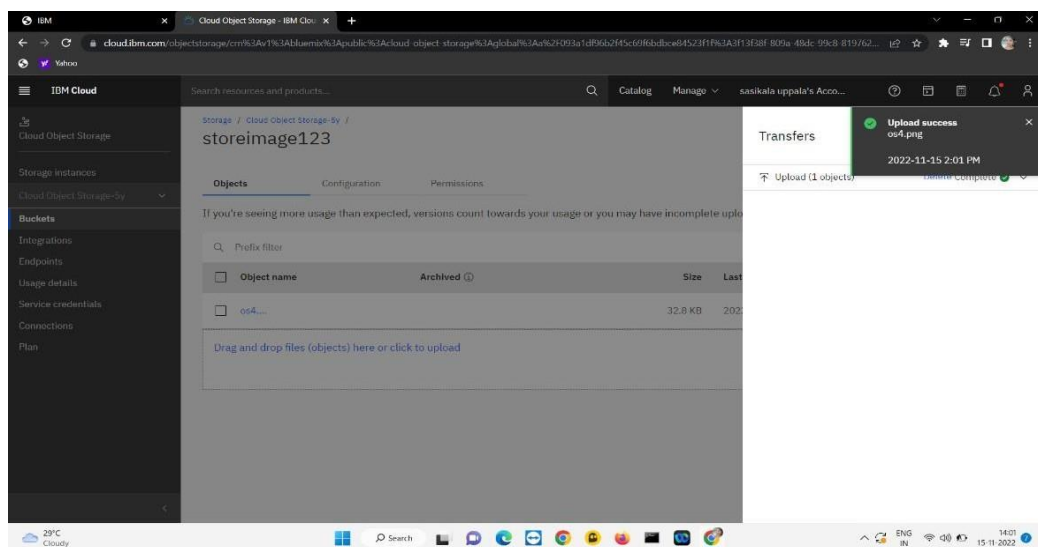 IBM
Cloud Object Storage - IBM Clou
cloud.ibm.com/objectstorage/crn%3Av1%3Abluemix%3Apublic%3Acloud-object-storage%3Aglobal%3Aa%2F
Yahoo
IBM Cloud
Search resources and products...
Catalog
Manage
sasikala uppala's Acco...
Cloud Object Storage
Storage instances
Cloud Object Storage-5y
Buckets
Integrations
Endpoints
Usage details
Service credentials
Connections
Plan
Storage / Cloud Object Storage-5y /
storeimage123
Objects Configuration Permissions
If you're seeing more usage than expected, versions count towards your usage or you may have incomplete uplo
Prefix filter
Object name Archived Size Last
os4.... 32.8 KB 202
Drag and drop files (objects) here or click to upload
Transfers
Upload (1 objects) Delete Complete
Upload success
os4.png
2022-11-15 2:01 PM
29°C
Cloudy
Search
ENG
IN
14:01
15-11-2022